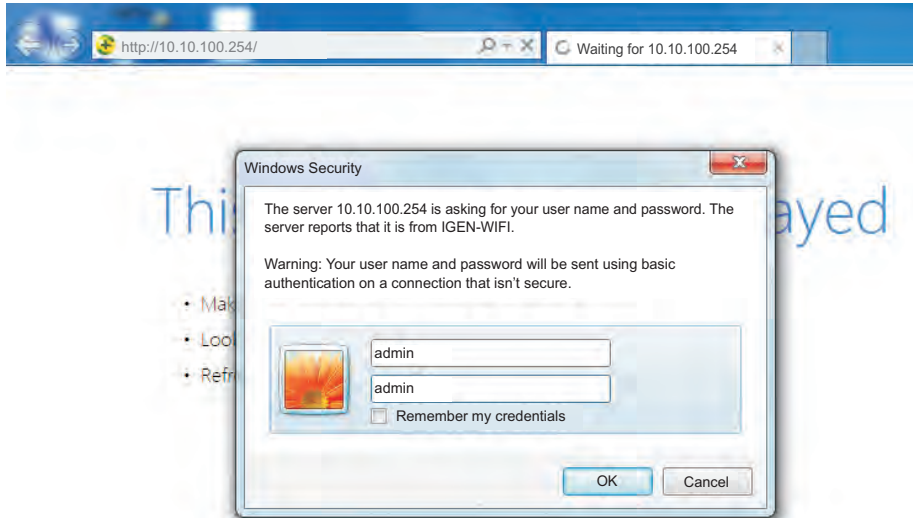 http://10.10.100.254/
Waiting for 10.10.100.254
Windows Security
The server 10.10.100.254 is asking for your user name and password. The
server reports that it is from IGEN-WIFI.
Warning: Your user name and password will be sent using basic
authentication on a connection that isn't secure.
admin
admin
Remember my credentials
OK
Cancel